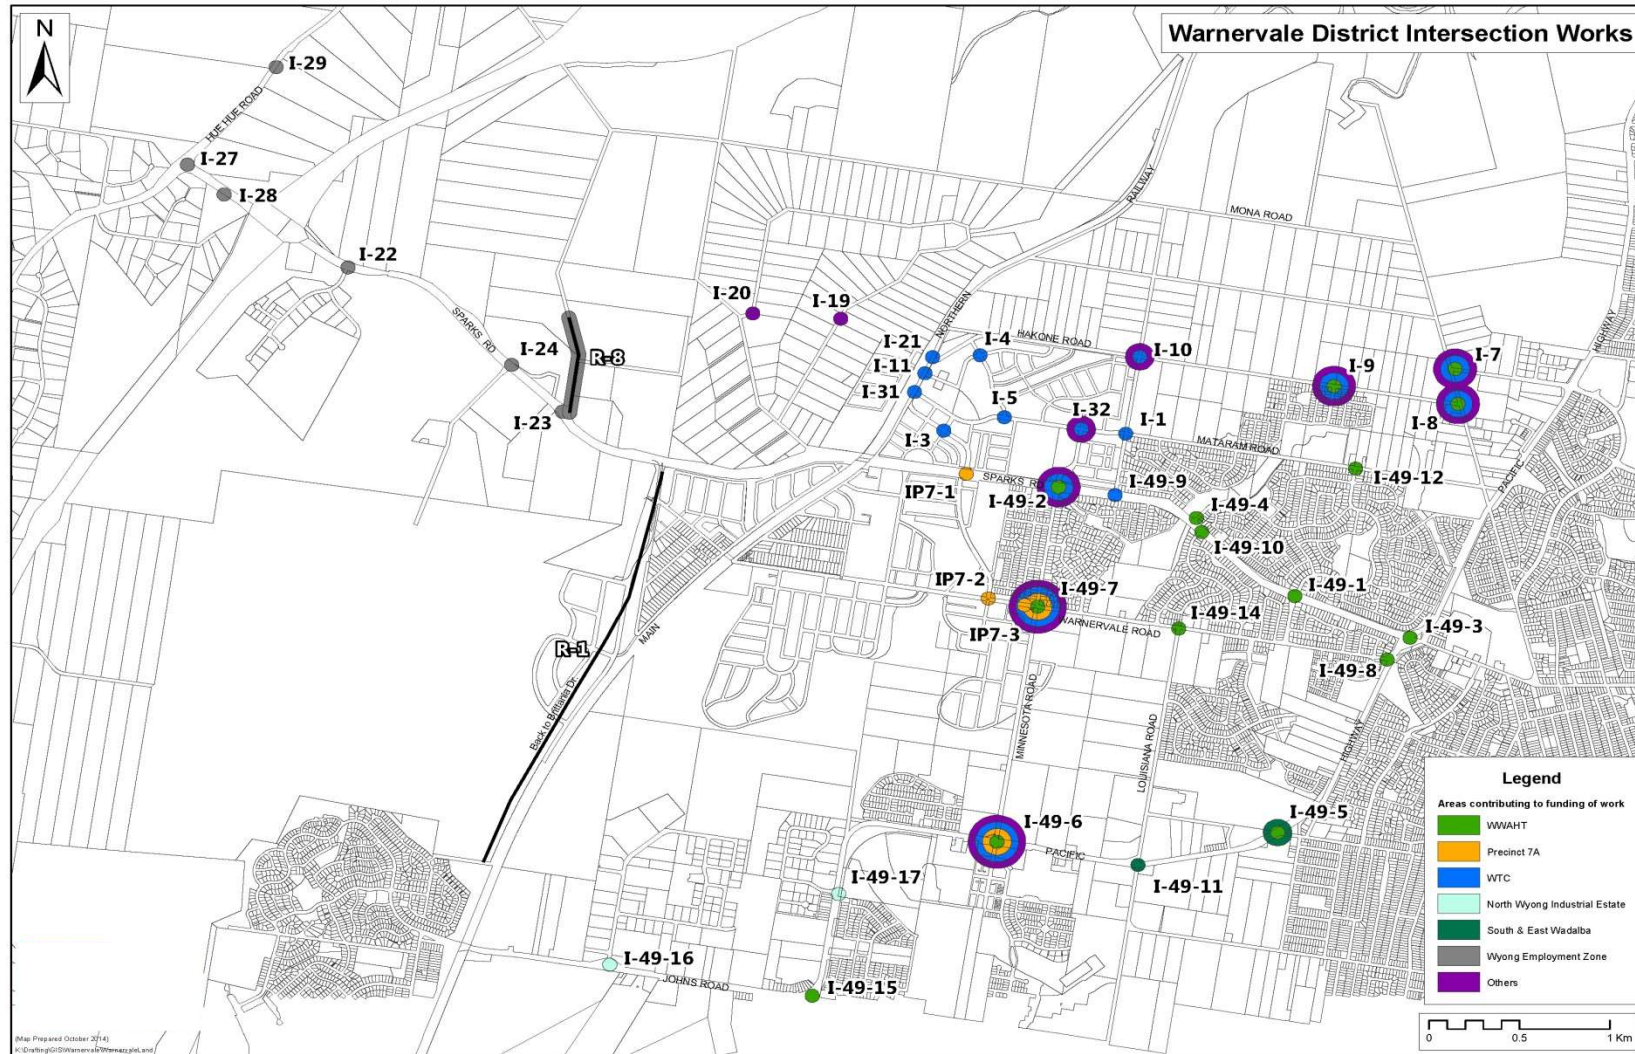 Warnervale District Intersection Works
N
I-29
HUE HUE ROAD
I-27
I-28
I-22
SPARKS RD
I-24
R-8
I-23
I-20
I-19
NORTHERN
RAILWAY
MONA ROAD
I-21
I-4
HAKONE ROAD
I-11
I-31
I-10
I-9
I-7
I-8
HIGHWAY
I-5
I-32
I-1
I-3
MATARAM ROAD
PACIFIC
I-49-12
IP7-1
SPARKS RD
I-49-2
I-49-9
I-49-4
I-49-10
IP7-2
I-49-7
I-49-1
IP7-3
WARNERVALE ROAD
I-49-14
I-49-3
I-49-8
R-1
MAIN
Back to Brittania Dr.
MINNESOTA ROAD
LOUISIANA ROAD
HIGHWAY
I-49-6
PACIFIC
I-49-5
I-49-11
I-49-17
I-49-16
JOHNS ROAD
I-49-15
Legend
Areas contributing to funding of work
WWAHT
Precinct 7A
WTC
North Wyong Industrial Estate
South & East Wadalba
Wyong Employment Zone
Others
0 0.5 1 Km
(Map Prepared October 2014)
K:\Drafting\GIS\Warnervale\WarnervaleLand